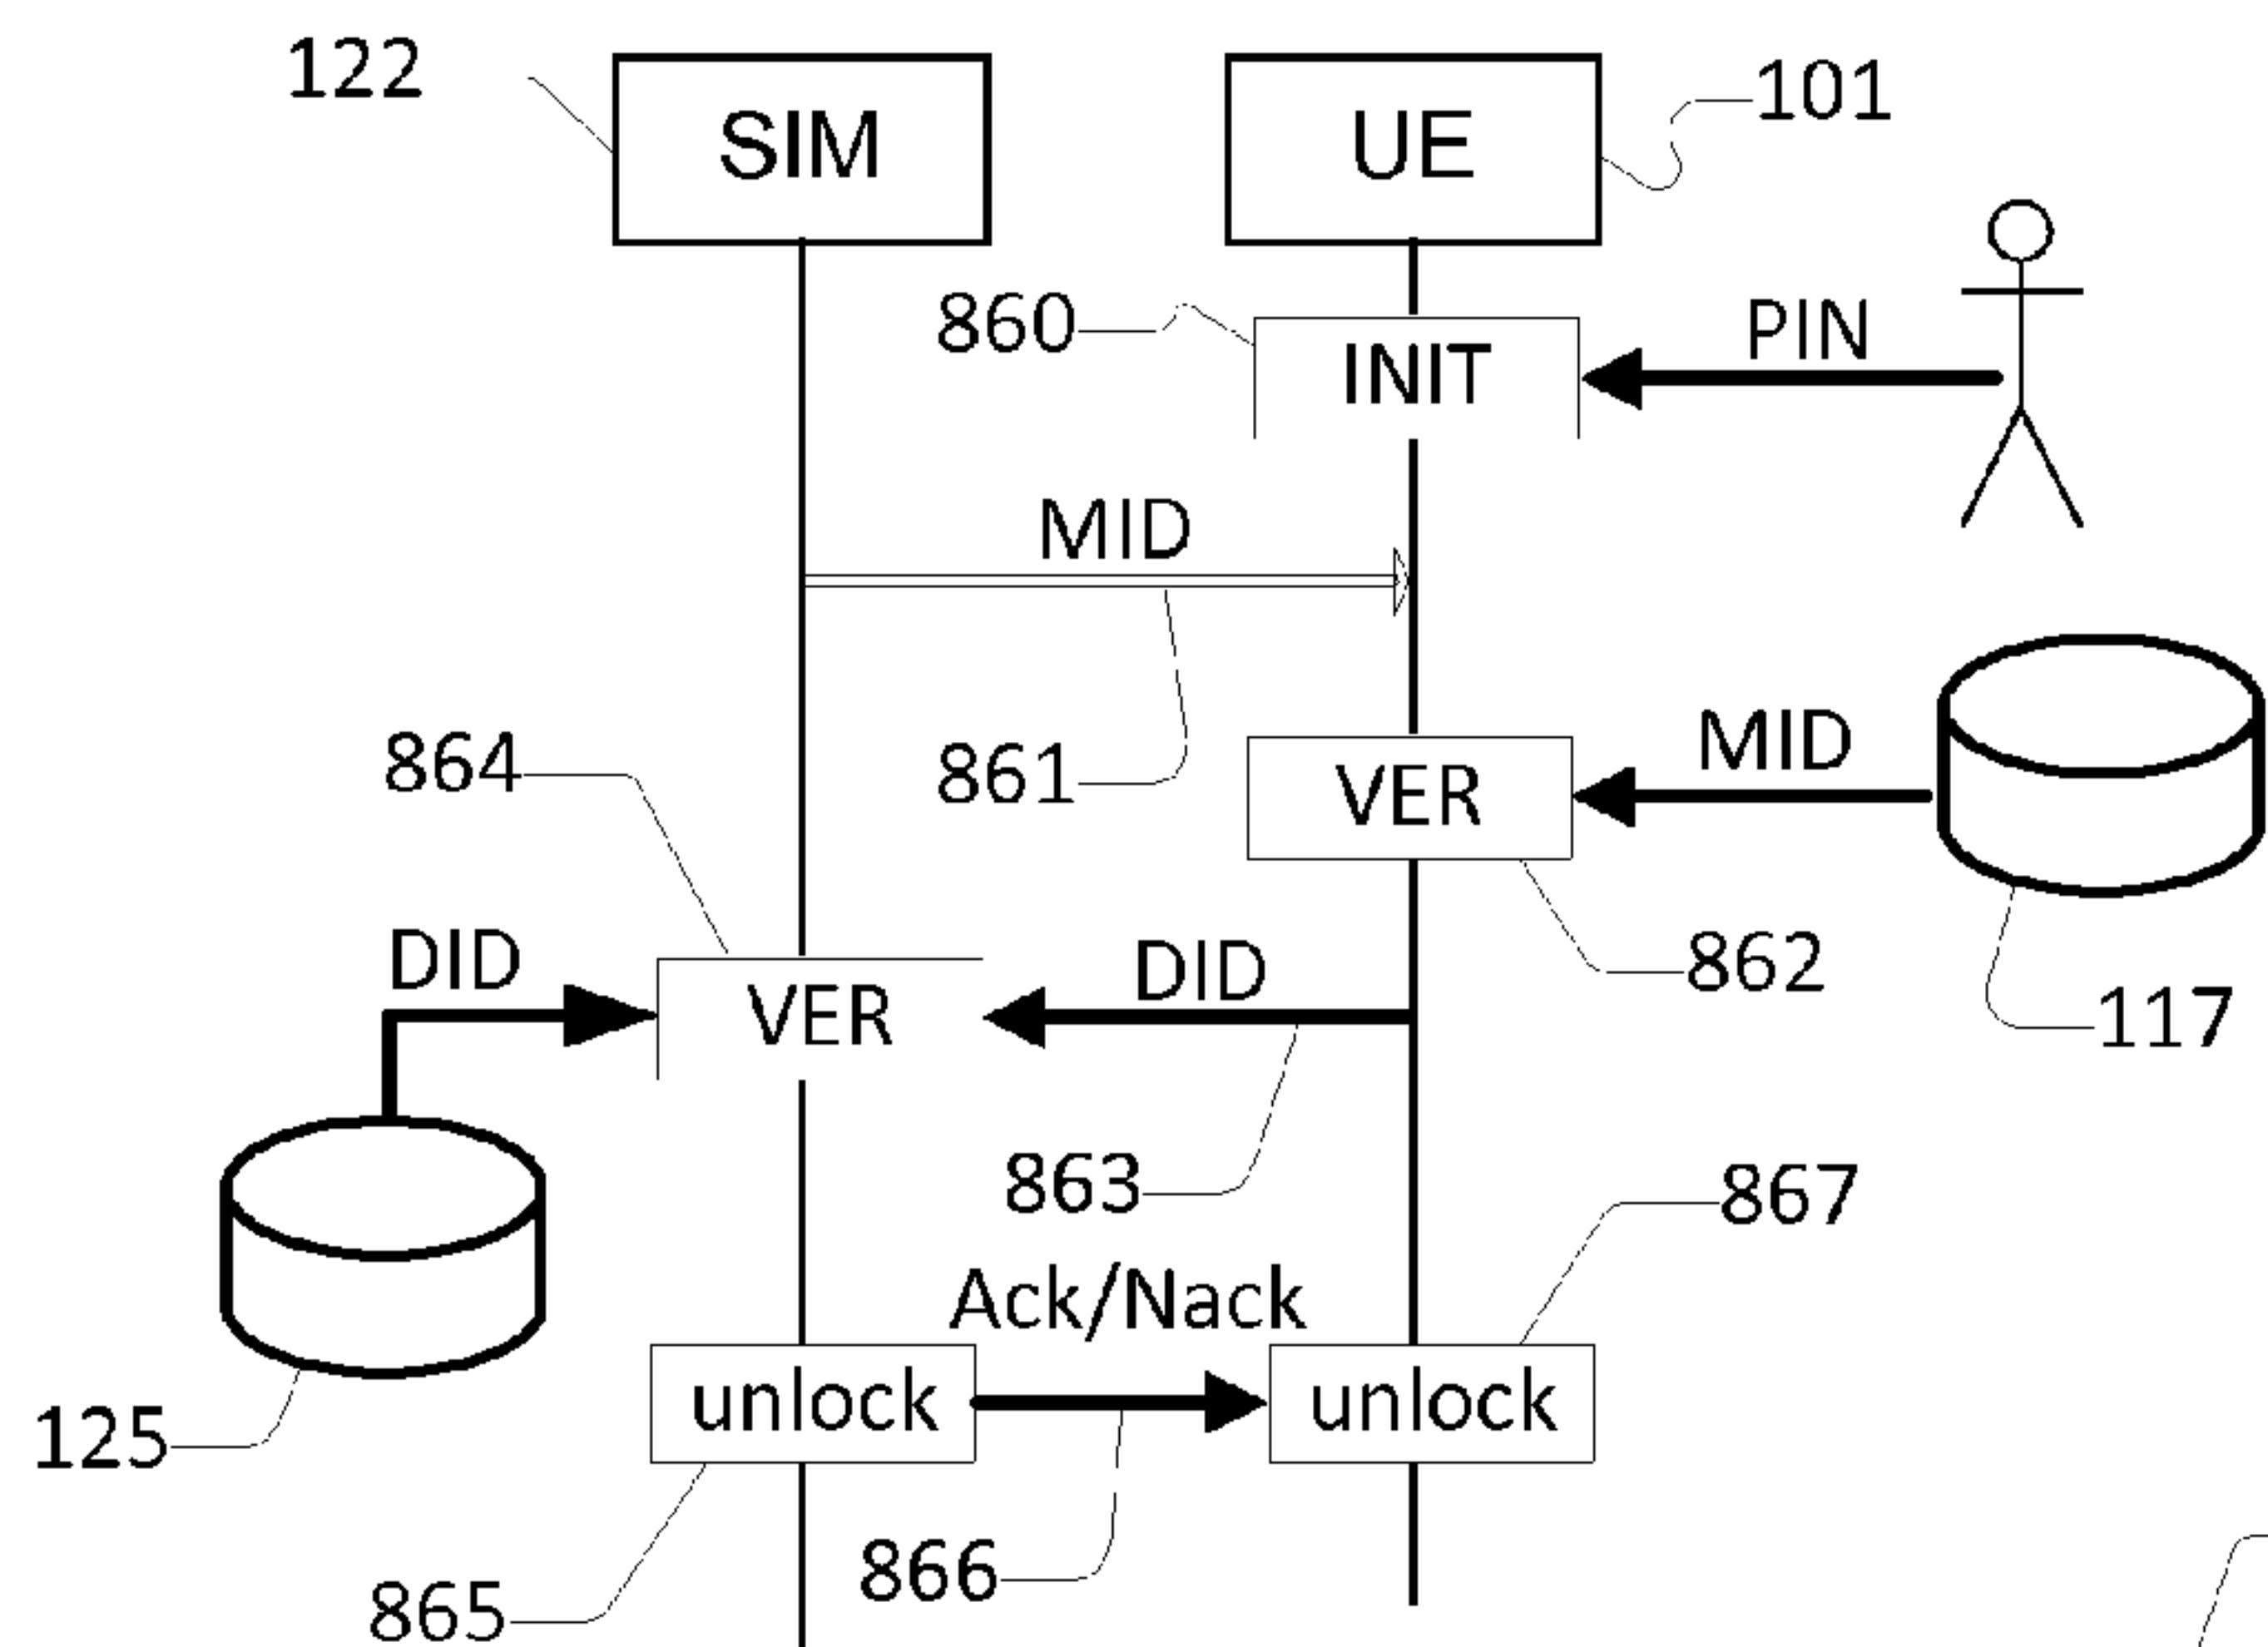 122
SIM
UE
101
860
INIT
PIN
MID
864
861
VER
MID
DID
VER
DID
862
117
863
867
Ack/Nack
125
unlock
unlock
866
865